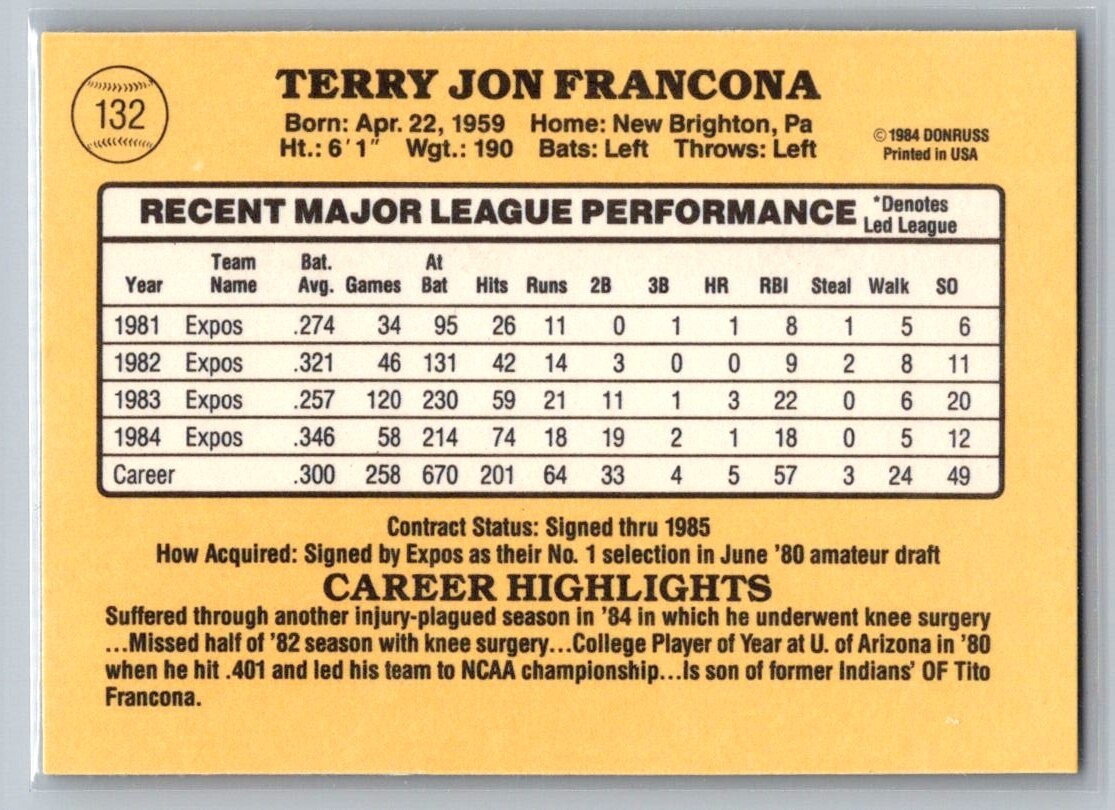 132
TERRY JON FRANCONA
Born: Apr. 22, 1959 Home: New Brighton, Pa
Ht.: 6'1" Wgt.: 190 Bats: Left Throws: Left
©1984 DONRUSS
Printed in USA
RECENT MAJOR LEAGUE PERFORMANCE *Denotes
Led League
Team Bat. At
Year Name Avg. Games Bat Hits Runs 2B 3B HR RBI Steal Walk SO
1981 Expos .274 34 95 26 11 0 1 1 8 1 5 6
1982 Expos .321 46 131 42 14 3 0 0 9 2 8 11
1983 Expos .257 120 230 59 21 11 1 3 22 0 6 20
1984 Expos .346 58 214 74 18 19 2 1 18 0 5 12
Career .300 258 670 201 64 33 4 5 57 3 24 49
Contract Status: Signed thru 1985
How Acquired: Signed by Expos as their No. 1 selection in June '80 amateur draft
CAREER HIGHLIGHTS
Suffered through another injury-plagued season in '84 in which he underwent knee surgery
...Missed half of '82 season with knee surgery...College Player of Year at U. of Arizona in '80
when he hit .401 and led his team to NCAA championship...Is son of former Indians' OF Tito
Francona.